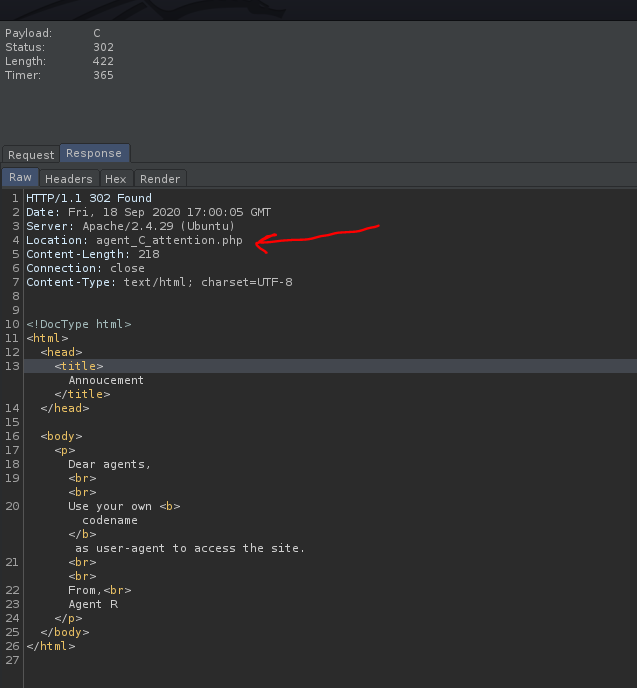 Payload: C
Status: 302
Length: 422
Timer: 365
Request Response
Raw Headers Hex Render
1 HTTP/1.1 302 Found
2 Date: Fri, 18 Sep 2020 17:00:05 GMT
3 Server: Apache/2.4.29 (Ubuntu)
4 Location: agent_C_attention.php
5 Content-Length: 218
6 Connection: close
7 Content-Type: text/html; charset=UTF-8
8
9
10 <!DocType html>
11 <html>
12 <head>
13 <title>
Annoucement
</title>
14 </head>
15
16 <body>
17 <p>
18 Dear agents,
19 <br>
<br>
20 Use your own <b>
codename
</b>
as user-agent to access the site.
21 <br>
<br>
22 From,<br>
23 Agent R
24 </p>
25 </body>
26 </html>
27